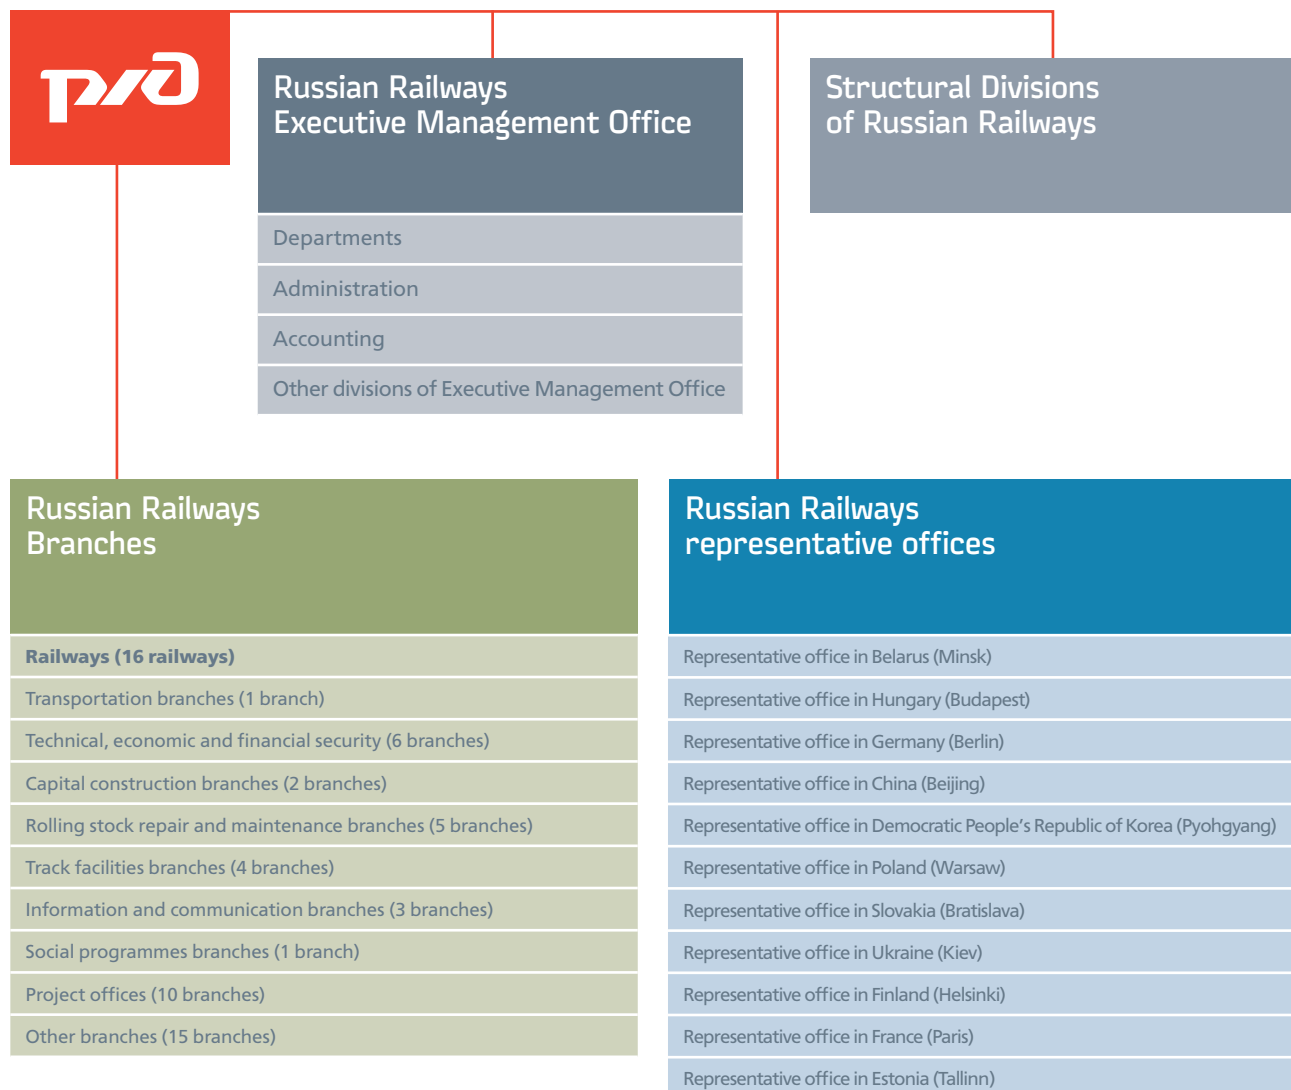 РЖД
Russian Railways
Executive Management Office
Structural Divisions
of Russian Railways
Departments
Administration
Accounting
Other divisions of Executive Management Office
Russian Railways
Branches
Railways (16 railways)
Transportation branches (1 branch)
Technical, economic and financial security (6 branches)
Capital construction branches (2 branches)
Rolling stock repair and maintenance branches (5 branches)
Track facilities branches (4 branches)
Information and communication branches (3 branches)
Social programmes branches (1 branch)
Project offices (10 branches)
Other branches (15 branches)
Russian Railways
representative offices
Representative office in Belarus (Minsk)
Representative office in Hungary (Budapest)
Representative office in Germany (Berlin)
Representative office in China (Beijing)
Representative office in Democratic People’s Republic of Korea (Pyohgyang)
Representative office in Poland (Warsaw)
Representative office in Slovakia (Bratislava)
Representative office in Ukraine (Kiev)
Representative office in Finland (Helsinki)
Representative office in France (Paris)
Representative office in Estonia (Tallinn)